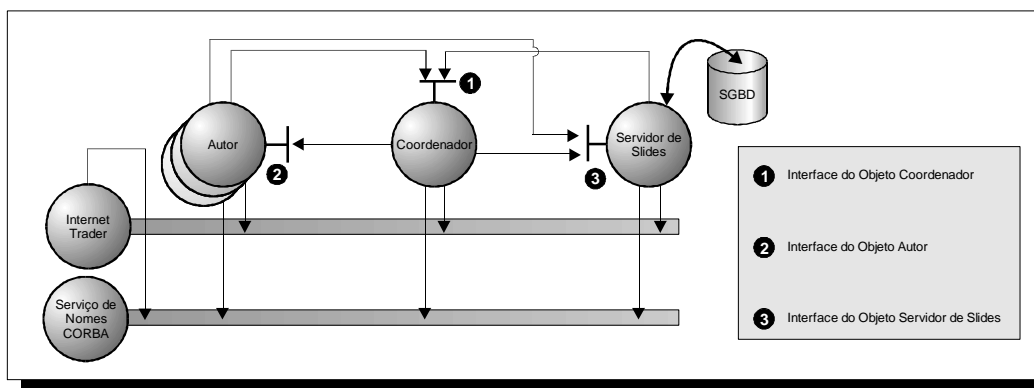 SGBD
1
Autor
Coordenador
Servidor de
Slides
2
3
Internet
Trader
Serviço de
Nomes
CORBA
1 Interface do Objeto Coordenador
2 Interface do Objeto Autor
3 Interface do Objeto Servidor de Slides